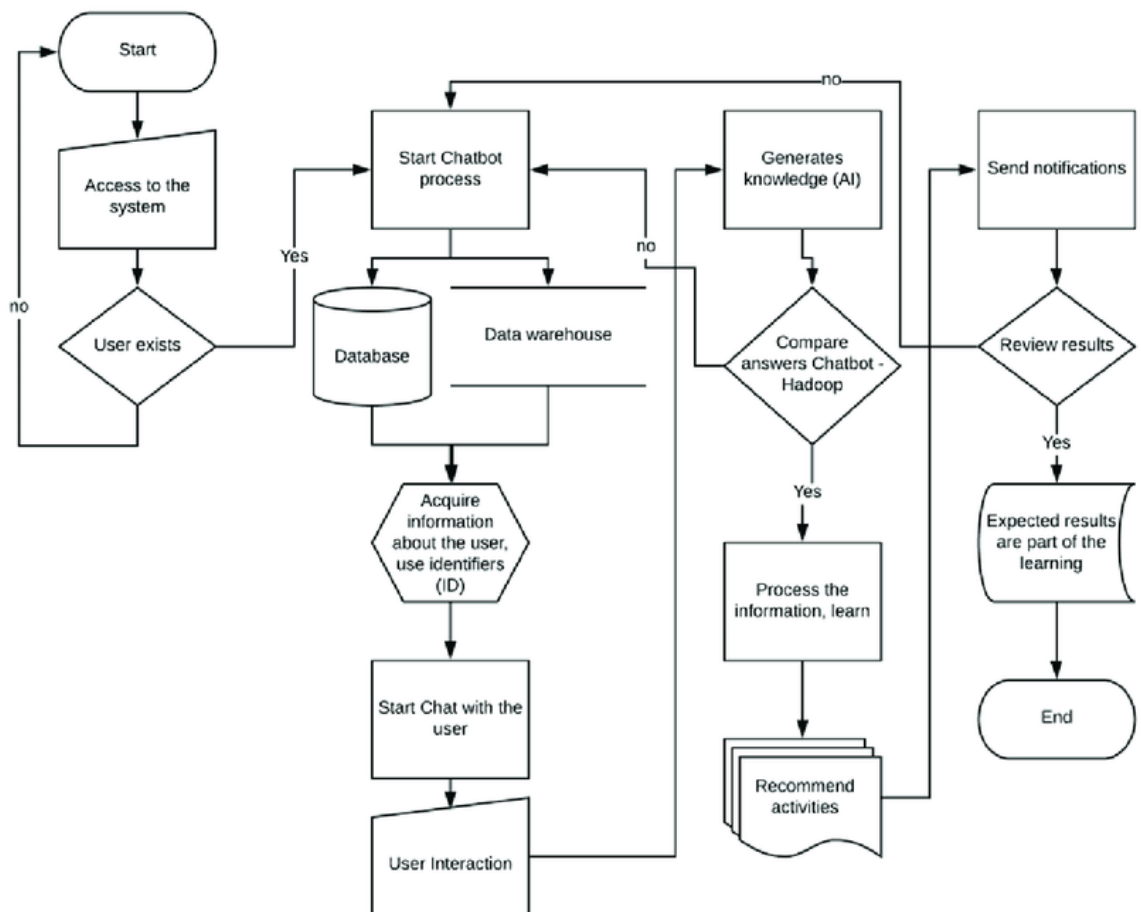 Start
Access to the
system
User exists
no
Yes
Start Chatbot
process
Database
Data warehouse
Acquire
information
about the user,
use identifiers
(ID)
Start Chat with the
user
User Interaction
Generates
knowledge (AI)
no
Compare
answers Chatbot -
Hadoop
Yes
Process the
information, learn
Recommend
activities
no
Send notifications
Review results
Yes
Expected results
are part of the
learning
End